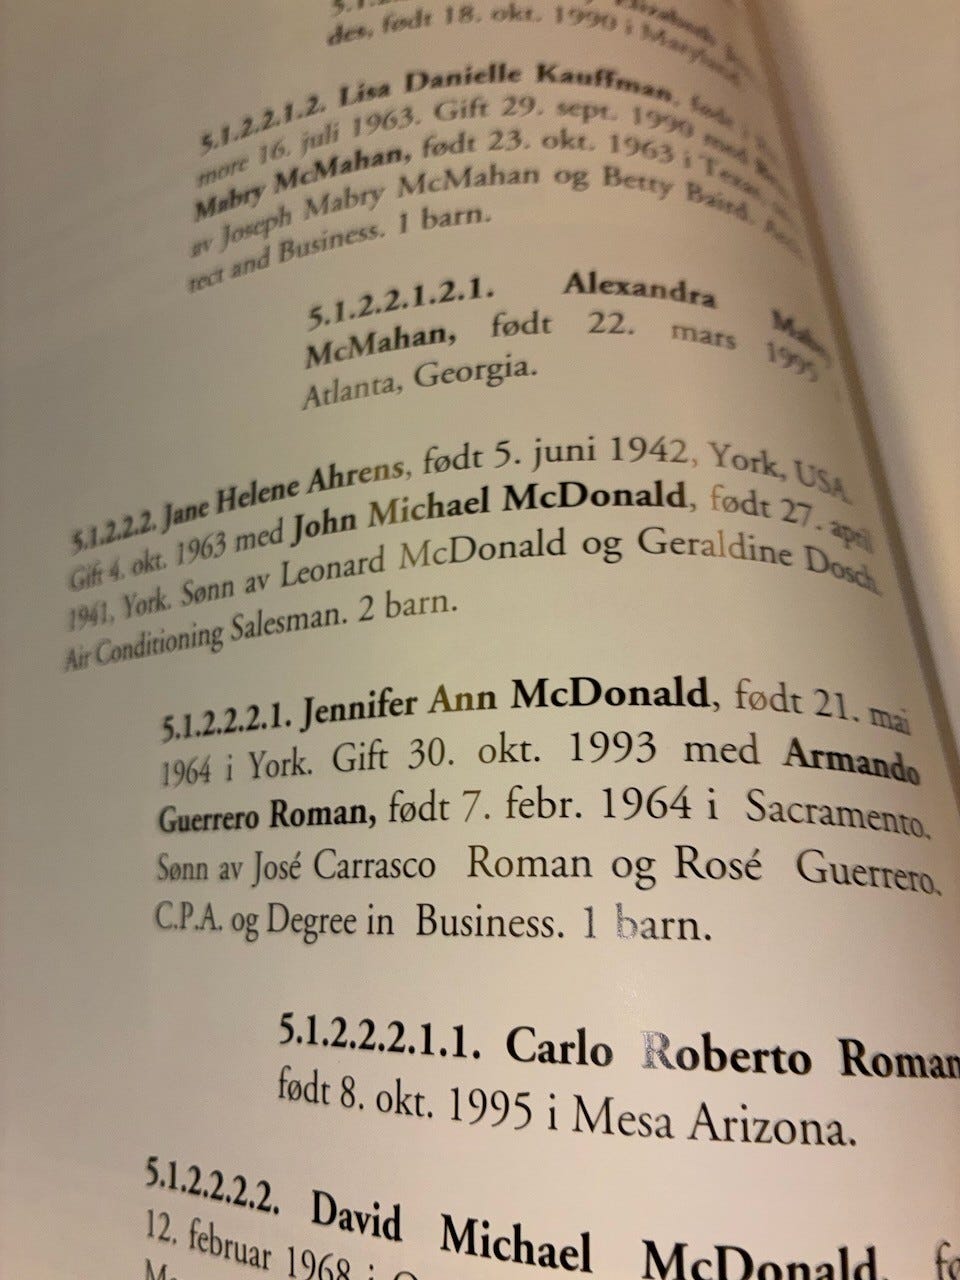 des, født 18. okt. 1990 i Maryland
5.1.2.2.1.2. Lisa Danielle Kauffman, født i
more 16. juli 1963. Gift 29. sept. 1990 med
Mabry McMahan, født 23. okt. 1963 i Texas,
av Joseph Mabry McMahan og Betty Baird.
tect and Business. 1 barn.
5.1.2.2.1.2.1. Alexandra Mabry
McMahan, født 22. mars 1995
Atlanta, Georgia.
5.1.2.2.2. Jane Helene Ahrens, født 5. juni 1942, York, USA.
Gift 4. okt. 1963 med John Michael McDonald, født 27. april
1941, York. Sønn av Leonard McDonald og Geraldine Dosch.
Air Conditioning Salesman. 2 barn.
5.1.2.2.2.1. Jennifer Ann McDonald, født 21. mai
1964 i York. Gift 30. okt. 1993 med Armando
Guerrero Roman, født 7. febr. 1964 i Sacramento.
Sønn av José Carrasco Roman og Rosé Guerrero.
C.P.A. og Degree in Business. 1 barn.
5.1.2.2.2.1.1. Carlo Roberto Roman
født 8. okt. 1995 i Mesa Arizona.
5.1.2.2.2.2. David Michael McDonald, fø
12. februar 1968 i